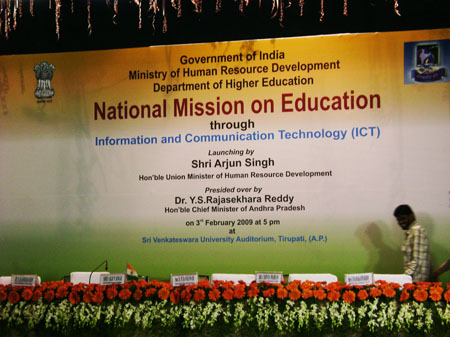 Government of India
Ministry of Human Resource Development
Department of Higher Education
National Mission on Education
through
Information and Communication Technology (ICT)
Launching by
Shri Arjun Singh
Hon'ble Union Minister of Human Resource Development
Presided over by
Dr. Y.S.Rajasekhara Reddy
Hon'ble Chief Minister of Andhra Pradesh
on 3rd February 2009 at 5 pm
at
Sri Venkateswara University Auditorium, Tirupati, (A.P.)